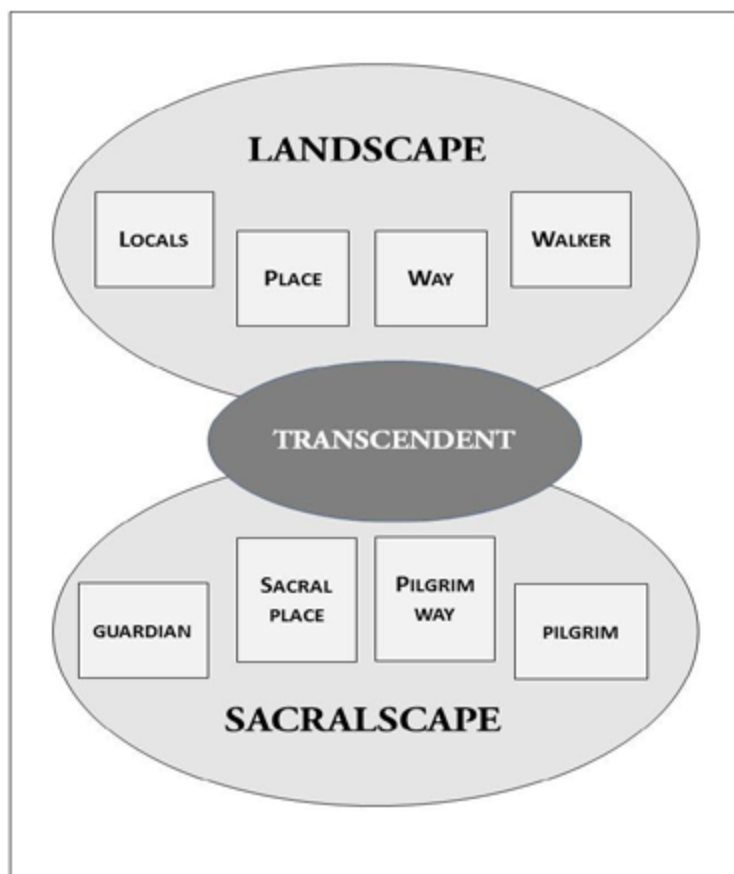 LANDSCAPE
LOCALS
WALKER
PLACE
WAY
TRANSCENDENT
SACRAL
PLACE
PILGRIM
WAY
GUARDIAN
PILGRIM
SACRALSCAPE